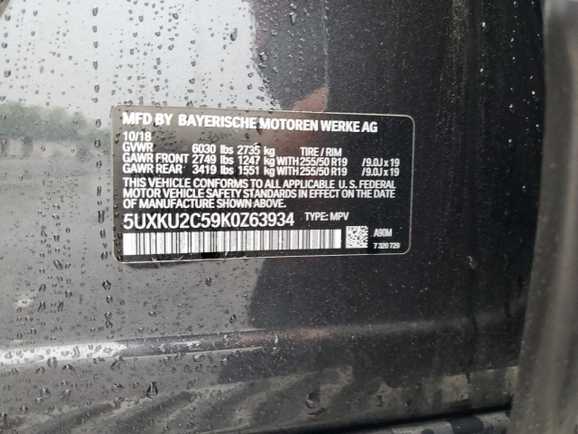 MFD BY BAYERISCHE MOTOREN WERKE AG
10/18
GVWR 6030 lbs 2735 kg TIRE / RIM
GAWR FRONT 2749 lbs 1247 kg WITH 255/50 R19 / 9.0J x 19
GAWR REAR 3419 lbs 1551 kg WITH 255/50 R19 / 9.0J x 19
THIS VEHICLE CONFORMS TO ALL APPLICABLE U. S. FEDERAL
MOTOR VEHICLE SAFETY STANDARDS IN EFFECT ON THE DATE
OF MANUFACTURE SHOWN ABOVE.
5UXKU2C59K0Z63934 TYPE: MPV
A90M
7 320 729